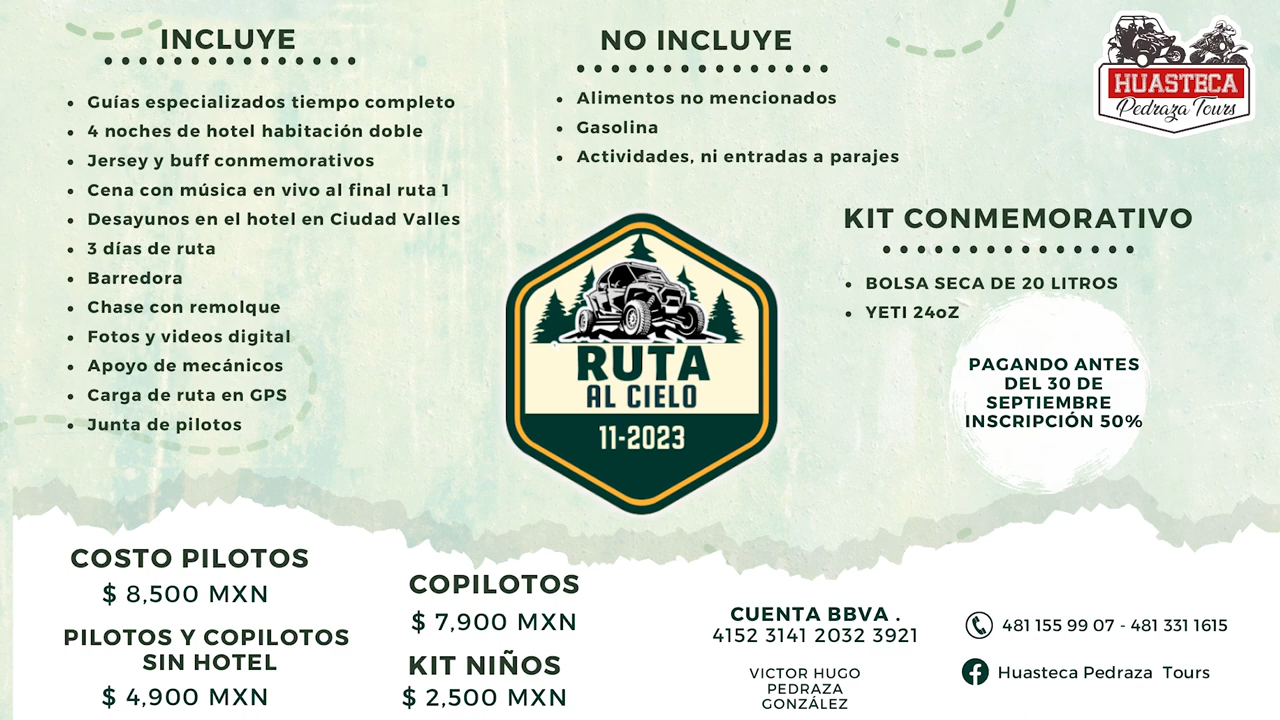 INCLUYE
Guías especializados tiempo completo
4 noches de hotel habitación doble
Jersey y buff conmemorativos
Cena con música en vivo al final ruta 1
Desayunos en el hotel en Ciudad Valles
3 días de ruta
Barredora
Chase con remolque
Fotos y videos digital
Apoyo de mecánicos
Carga de ruta en GPS
Junta de pilotos
NO INCLUYE
Alimentos no mencionados
Gasolina
Actividades, ni entradas a parajes
HUASTECA
Pedraza Tours
KIT CONMEMORATIVO
BOLSA SECA DE 20 LITROS
YETI 24oZ
PAGANDO ANTES
DEL 30 DE
SEPTIEMBRE
INSCRIPCIÓN 50%
RUTA
AL CIELO
11-2023
COSTO PILOTOS
$ 8,500 MXN
PILOTOS Y COPILOTOS
SIN HOTEL
$ 4,900 MXN
COPILOTOS
$ 7,900 MXN
KIT NIÑOS
$ 2,500 MXN
CUENTA BBVA .
4152 3141 2032 3921
VICTOR HUGO
PEDRAZA
GONZÁLEZ
481 155 99 07 - 481 331 1615
Huasteca Pedraza Tours